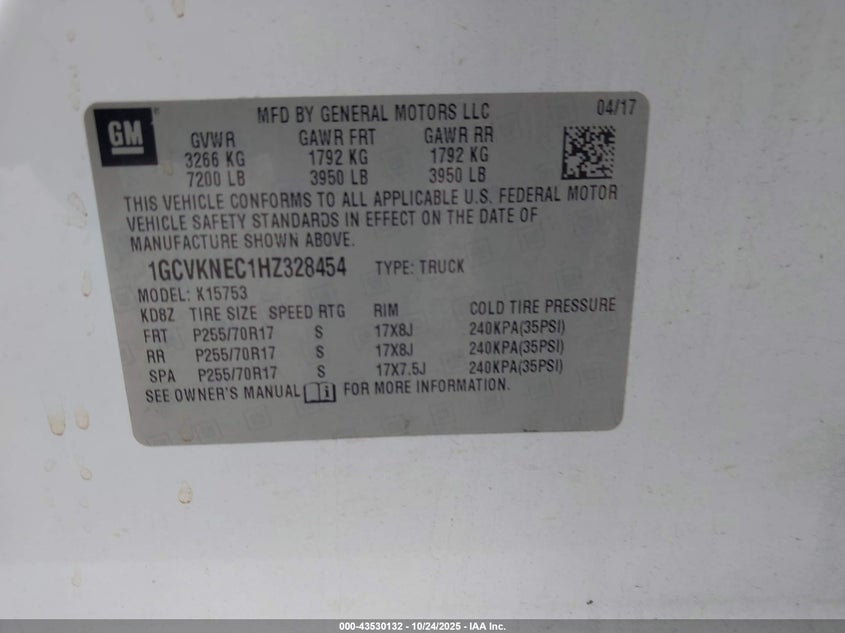 GM
MFD BY GENERAL MOTORS LLC 04/17
GVWR GAWR FRT GAWR RR
3266 KG 1792 KG 1792 KG
7200 LB 3950 LB 3950 LB
THIS VEHICLE CONFORMS TO ALL APPLICABLE U.S. FEDERAL MOTOR
VEHICLE SAFETY STANDARDS IN EFFECT ON THE DATE OF
MANUFACTURE SHOWN ABOVE.
1GCVKNEC1HZ328454 TYPE: TRUCK
MODEL: K15753
KD8Z TIRE SIZE SPEED RTG RIM COLD TIRE PRESSURE
FRT P255/70R17 S 17X8J 240KPA(35PSI)
RR P255/70R17 S 17X8J 240KPA(35PSI)
SPA P255/70R17 S 17X7.5J 240KPA(35PSI)
SEE OWNER'S MANUAL i FOR MORE INFORMATION.
000-43530132 - 10/24/2025 - IAA Inc.